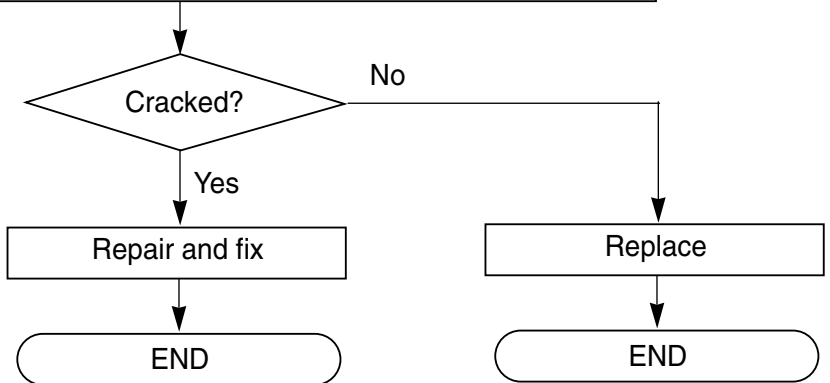 No
Cracked?
Yes
Repair and fix
Replace
END
END